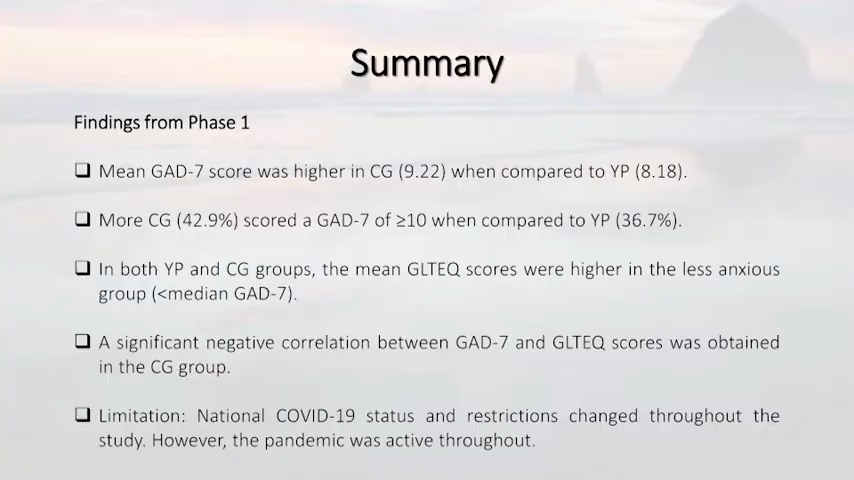 Summary
Findings from Phase 1
❑ Mean GAD-7 score was higher in CG (9.22) when compared to YP (8.18).
❑ More CG (42.9%) scored a GAD-7 of ≥10 when compared to YP (36.7%).
❑ In both YP and CG groups, the mean GLTEQ scores were higher in the less anxious
group (<median GAD-7).
❑ A significant negative correlation between GAD-7 and GLTEQ scores was obtained
in the CG group.
❑ Limitation: National COVID-19 status and restrictions changed throughout the
study. However, the pandemic was active throughout.